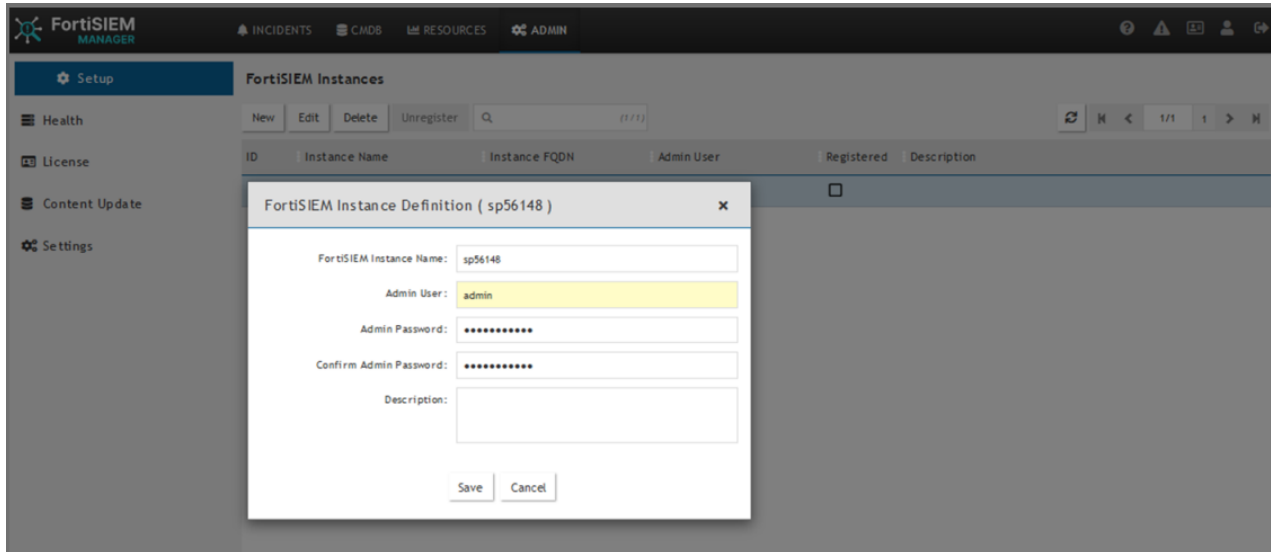 FortiSIEM
MANAGER
INCIDENTS CMDB RESOURCES ADMIN
Setup
Health
License
Content Update
Settings
FortiSIEM Instances
New Edit Delete Unregister (1/1) 1/1 1
ID Instance Name Instance FQDN Admin User Registered Description
FortiSIEM Instance Definition ( sp56148 )
FortiSIEM Instance Name: sp56148
Admin User: admin
Admin Password: •••••••••••
Confirm Admin Password: •••••••••••
Description:
Save Cancel